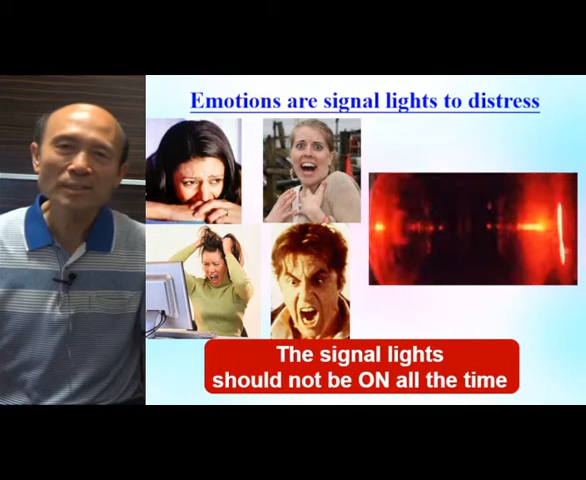 Emotions are signal lights to distress
The signal lights
should not be ON all the time